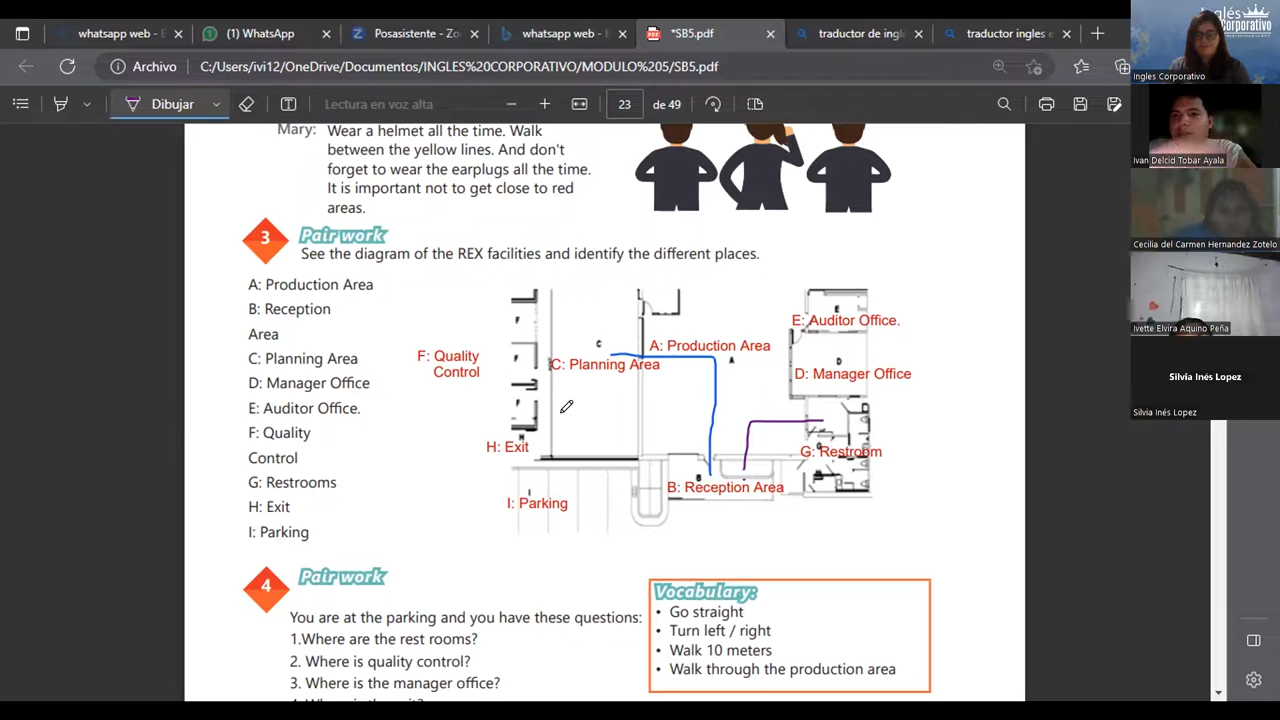 whatsapp web - E
(1) WhatsApp
Posasistente - Zo
whatsapp web - E
*SB5.pdf
traductor de ingl
traductor ingles e
Archivo
C:/Users/ivi12/OneDrive/Documentos/INGLES%20CORPORATIVO/MODULO%205/SB5.pdf
Dibujar
Lectura en voz alta
23
de 49
Inglés
Corporativo
Ingles Corporativo
Ivan Delcid Tobar Ayala
Cecilia del Carmen Hernandez Zotelo
Ivette Elvira Aquino Peña
Silvia Inés Lopez
Silvia Inés Lopez
Mary: Wear a helmet all the time. Walk
between the yellow lines. And don't
forget to wear the earplugs all the time.
It is important not to get close to red
areas.
3
Pair work
See the diagram of the REX facilities and identify the different places.
A: Production Area
B: Reception
Area
C: Planning Area
D: Manager Office
E: Auditor Office.
F: Quality
Control
G: Restrooms
H: Exit
I: Parking
F
F
F
H
I
C
A
B
E
D
F: Quality
Control
C: Planning Area
A: Production Area
E: Auditor Office.
D: Manager Office
H: Exit
G: Restroom
I: Parking
B: Reception Area
4
Pair work
You are at the parking and you have these questions:
1.Where are the rest rooms?
2. Where is quality control?
3. Where is the manager office?
Vocabulary:
• Go straight
• Turn left / right
• Walk 10 meters
• Walk through the production area